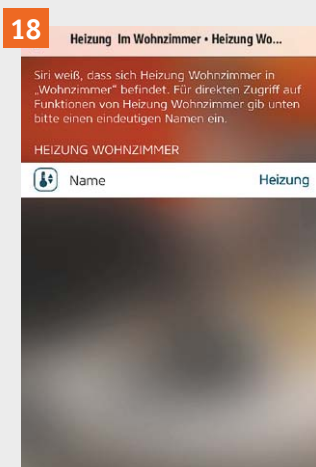 18
Heizung Im Wohnzimmer • Heizung Wo...
Siri weiß, dass sich Heizung Wohnzimmer in
„Wohnzimmer“ befindet. Für direkten Zugriff auf
Funktionen von Heizung Wohnzimmer gib unten
bitte einen eindeutigen Namen ein.
HEIZUNG WOHNZIMMER
Name Heizung